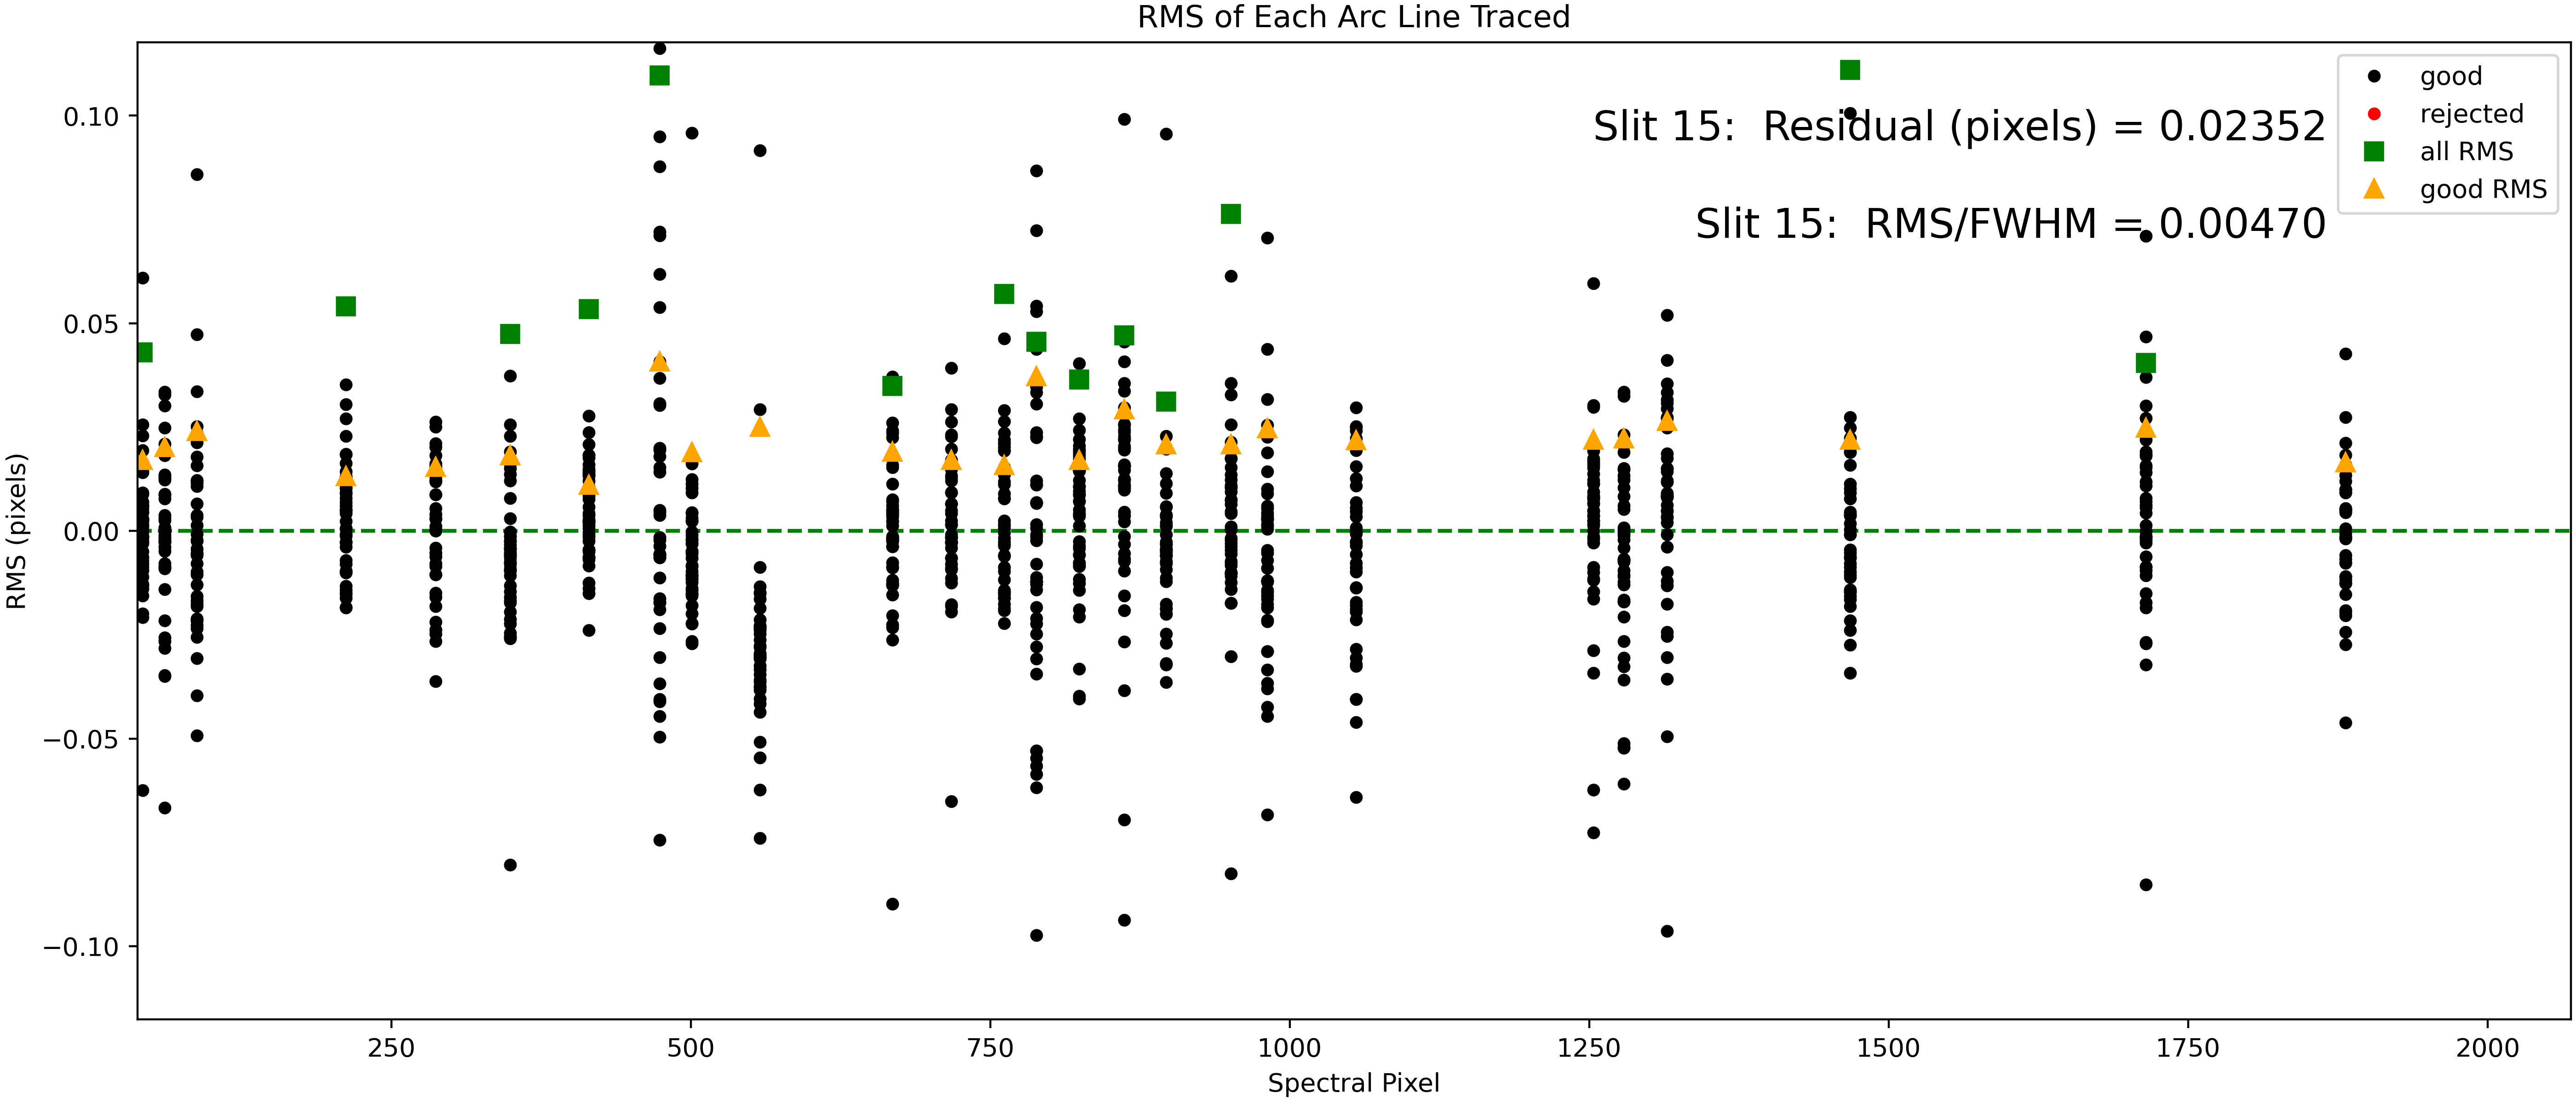 RMS of Each Arc Line Traced
good
rejected
all RMS
good RMS
Slit 15:  Residual (pixels) = 0.02352
Slit 15:  RMS/FWHM = 0.00470
RMS (pixels)
0.10
0.05
0.00
−0.05
−0.10
250
500
750
1000
1250
1500
1750
2000
Spectral Pixel